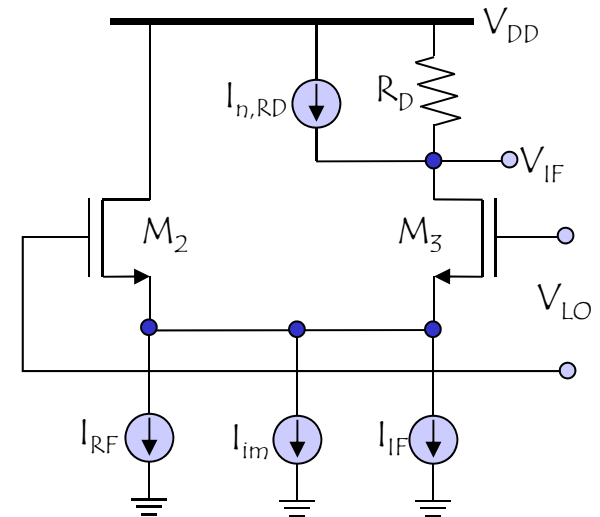 V_DD
I_n,RD
R_D
V_IF
M_2
M_3
V_LO
I_RF
I_im
I_IF